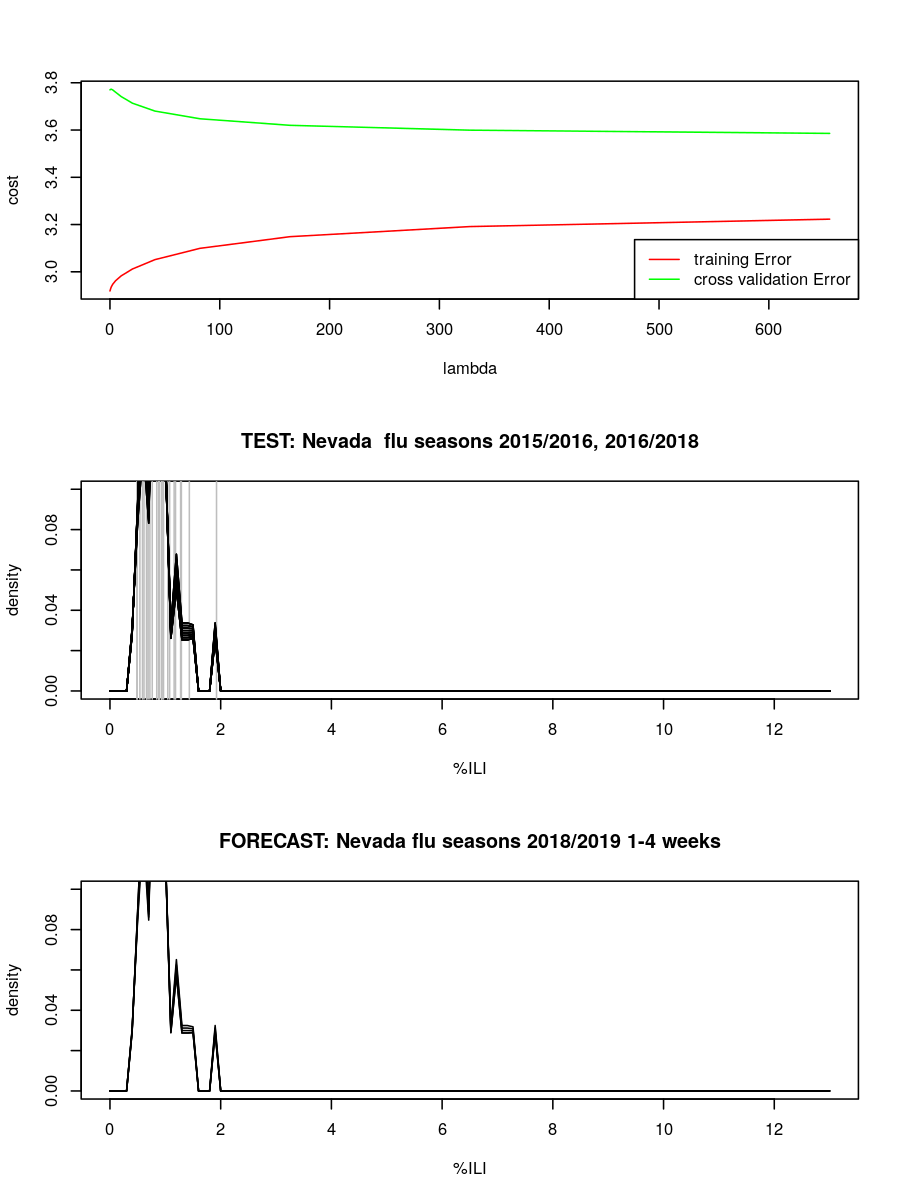 3.8
3.6
3.4
3.2
3.0
cost
training Error
cross validation Error
0 100 200 300 400 500 600
lambda
TEST: Nevada  flu seasons 2015/2016, 2016/2018
0.08
0.04
0.00
density
0 2 4 6 8 10 12
%ILI
FORECAST: Nevada flu seasons 2018/2019 1-4 weeks
0.08
0.04
0.00
density
0 2 4 6 8 10 12
%ILI